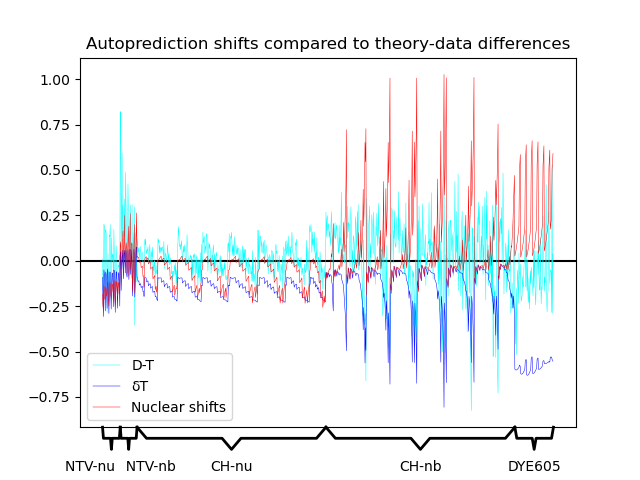 Autoprediction shifts compared to theory-data differences
1.00
0.75
0.50
0.25
0.00
−0.25
−0.50
−0.75
D-T
δT
Nuclear shifts
NTV-nu NTV-nb CH-nu CH-nb DYE605